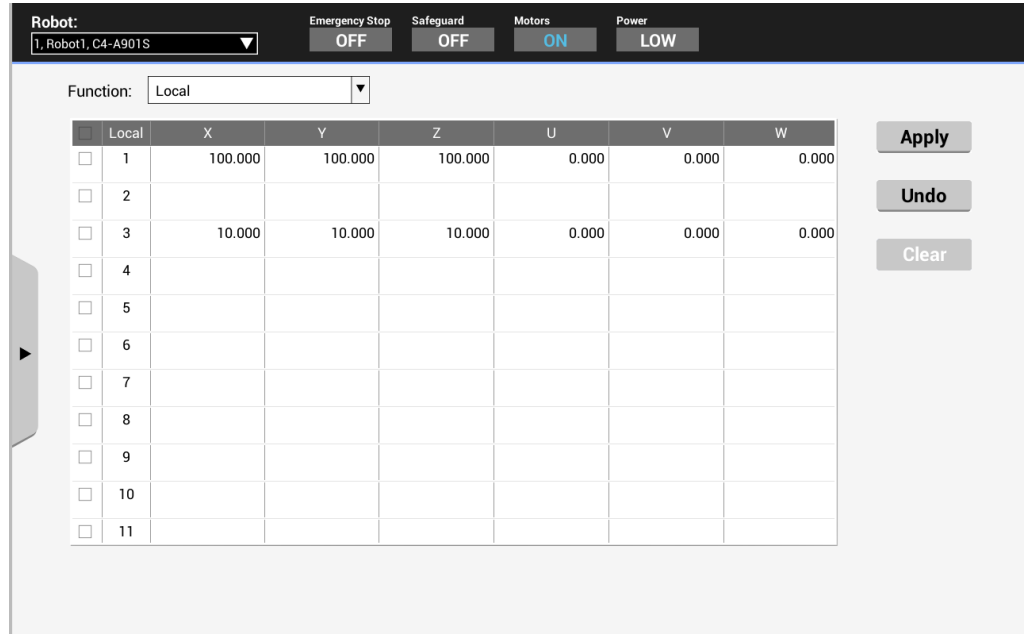 Robot:
1, Robot1, C4-A901S
Emergency Stop Safeguard Motors Power
OFF OFF ON LOW
Function: Local
Local X Y Z U V W
1 100.000 100.000 100.000 0.000 0.000 0.000
2
3 10.000 10.000 10.000 0.000 0.000 0.000
4
5
6
7
8
9
10
11
Apply
Undo
Clear